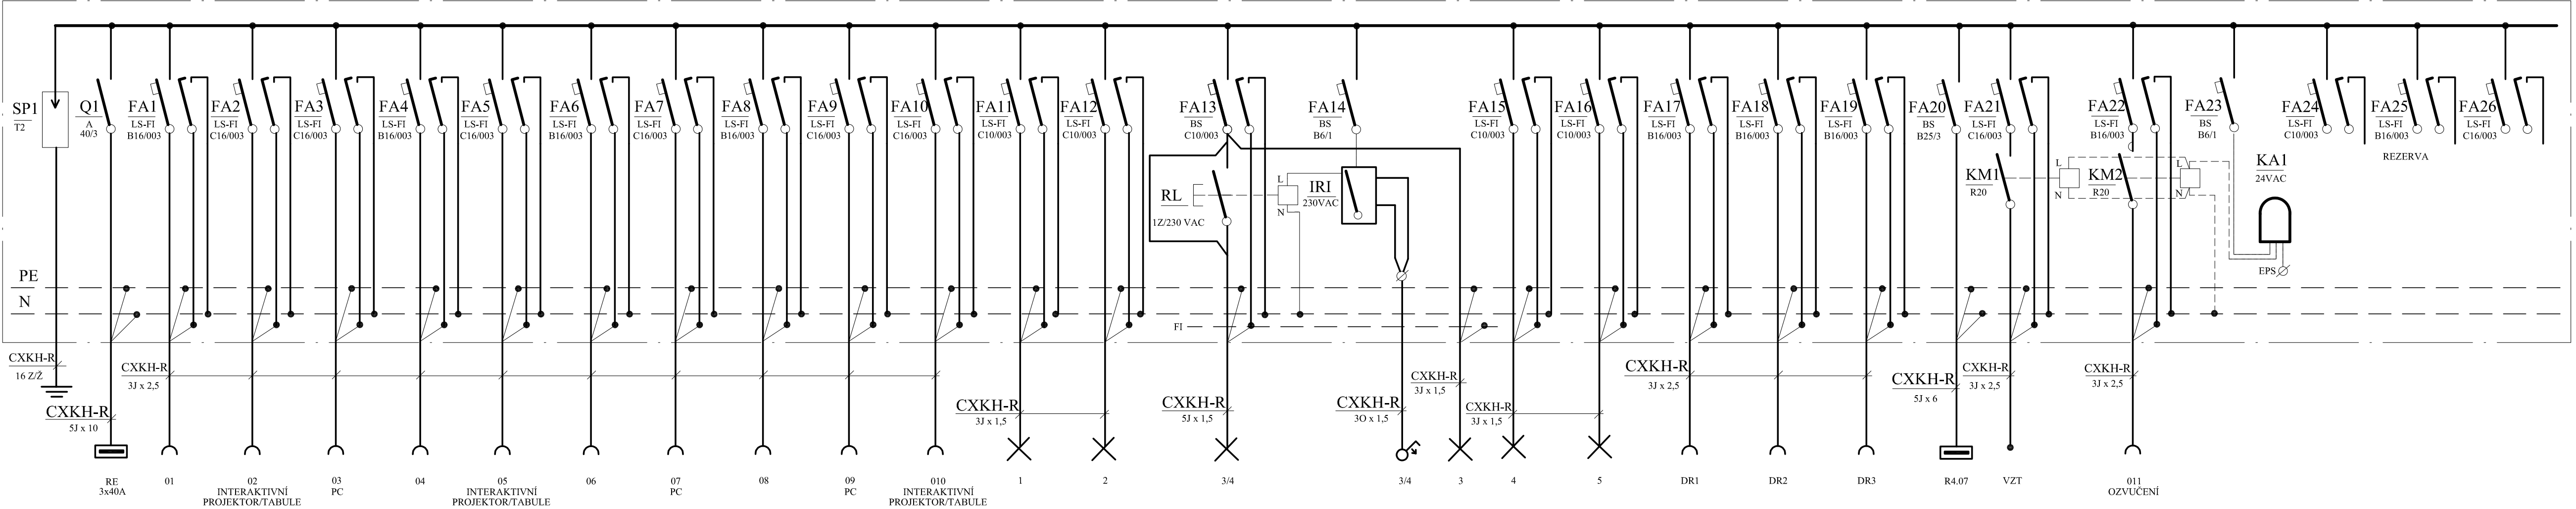 SP1
T2
Q1
A
40/3
FA1
LS-FI
B16/003
FA2
LS-FI
C16/003
FA3
LS-FI
C16/003
FA4
LS-FI
B16/003
FA5
LS-FI
C16/003
FA6
LS-FI
B16/003
FA7
LS-FI
C16/003
FA8
LS-FI
B16/003
FA9
LS-FI
C16/003
FA10
LS-FI
C16/003
FA11
LS-FI
C10/003
FA12
LS-FI
C10/003
FA13
BS
C10/003
FA14
BS
B6/1
FA15
LS-FI
C10/003
FA16
LS-FI
C10/003
FA17
LS-FI
B16/003
FA18
LS-FI
B16/003
FA19
LS-FI
B16/003
FA20
BS
B25/3
FA21
LS-FI
C16/003
FA22
LS-FI
B16/003
FA23
BS
B6/1
FA24
LS-FI
C10/003
FA25
LS-FI
B16/003
FA26
LS-FI
C16/003
REZERVA
RL
1Z/230 VAC
L
N
IRI
230VAC
KM1
R20
L
N
KM2
R20
L
N
KA1
24VAC
EPS
PE
N
FI
CXKH-R
16 Z/Ž
CXKH-R
5J x 10
CXKH-R
3J x 2,5
CXKH-R
3J x 1,5
CXKH-R
5J x 1,5
CXKH-R
3O x 1,5
CXKH-R
3J x 1,5
CXKH-R
3J x 1,5
CXKH-R
3J x 2,5
CXKH-R
5J x 6
CXKH-R
3J x 2,5
CXKH-R
3J x 2,5
RE
3x40A
01
02
INTERAKTIVNÍ
PROJEKTOR/TABULE
03
PC
04
05
INTERAKTIVNÍ
PROJEKTOR/TABULE
06
07
PC
08
09
PC
010
INTERAKTIVNÍ
PROJEKTOR/TABULE
1
2
3/4
3/4
3
4
5
DR1
DR2
DR3
R4.07
VZT
011
OZVUČENÍ